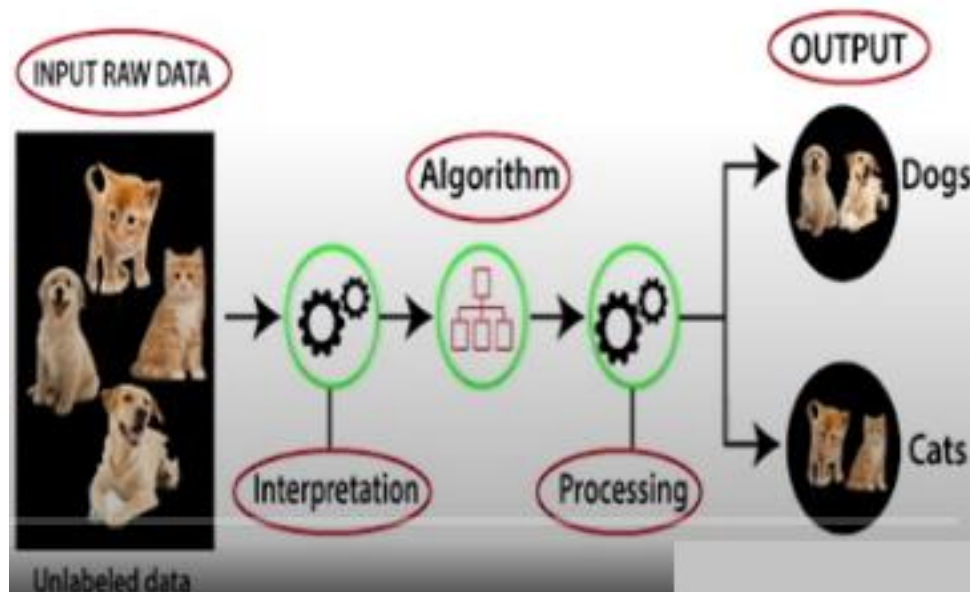 INPUT RAW DATA
OUTPUT
Algorithm
Dogs
Interpretation
Processing
Cats
Unlabeled data